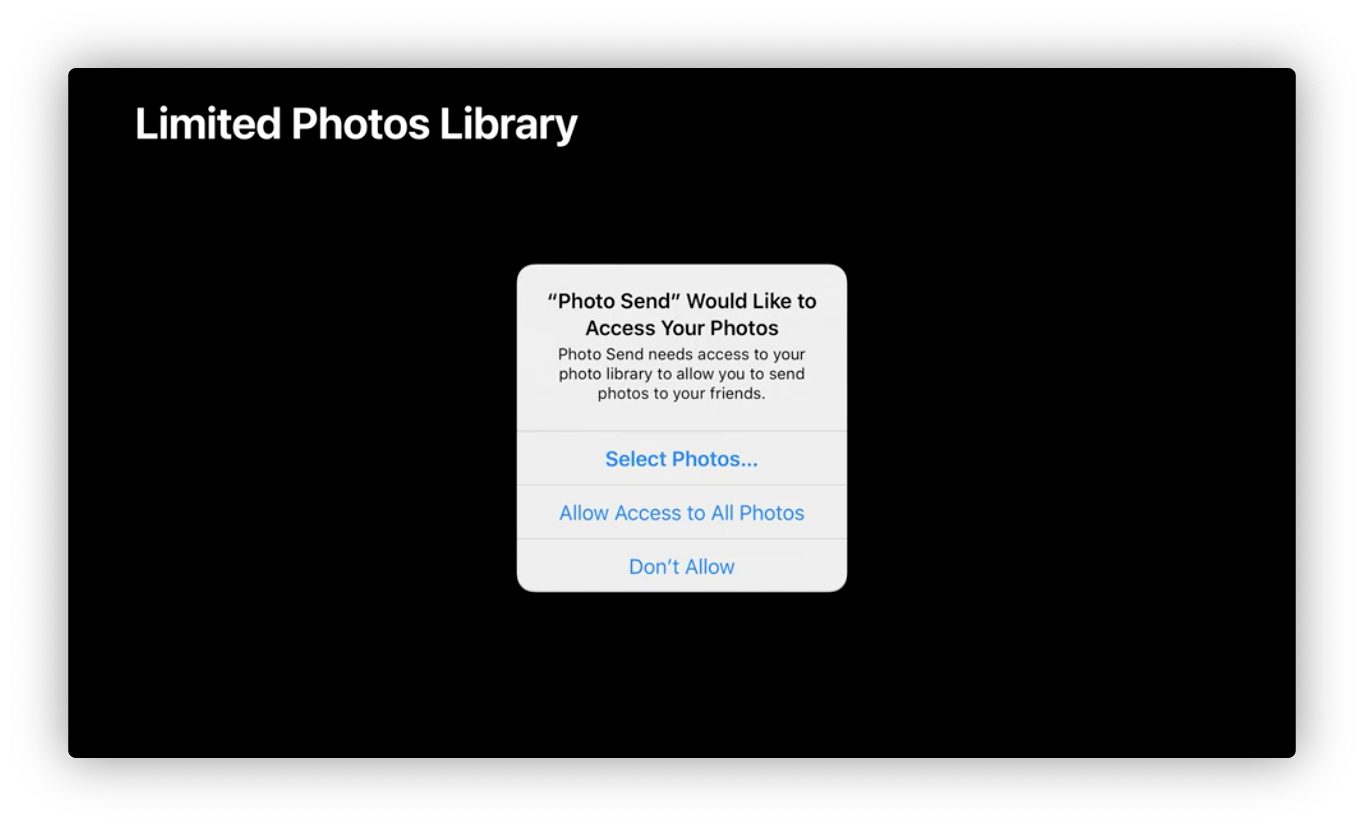 Limited Photos Library
“Photo Send” Would Like to
Access Your Photos
Photo Send needs access to your
photo library to allow you to send
photos to your friends.
Select Photos...
Allow Access to All Photos
Don’t Allow